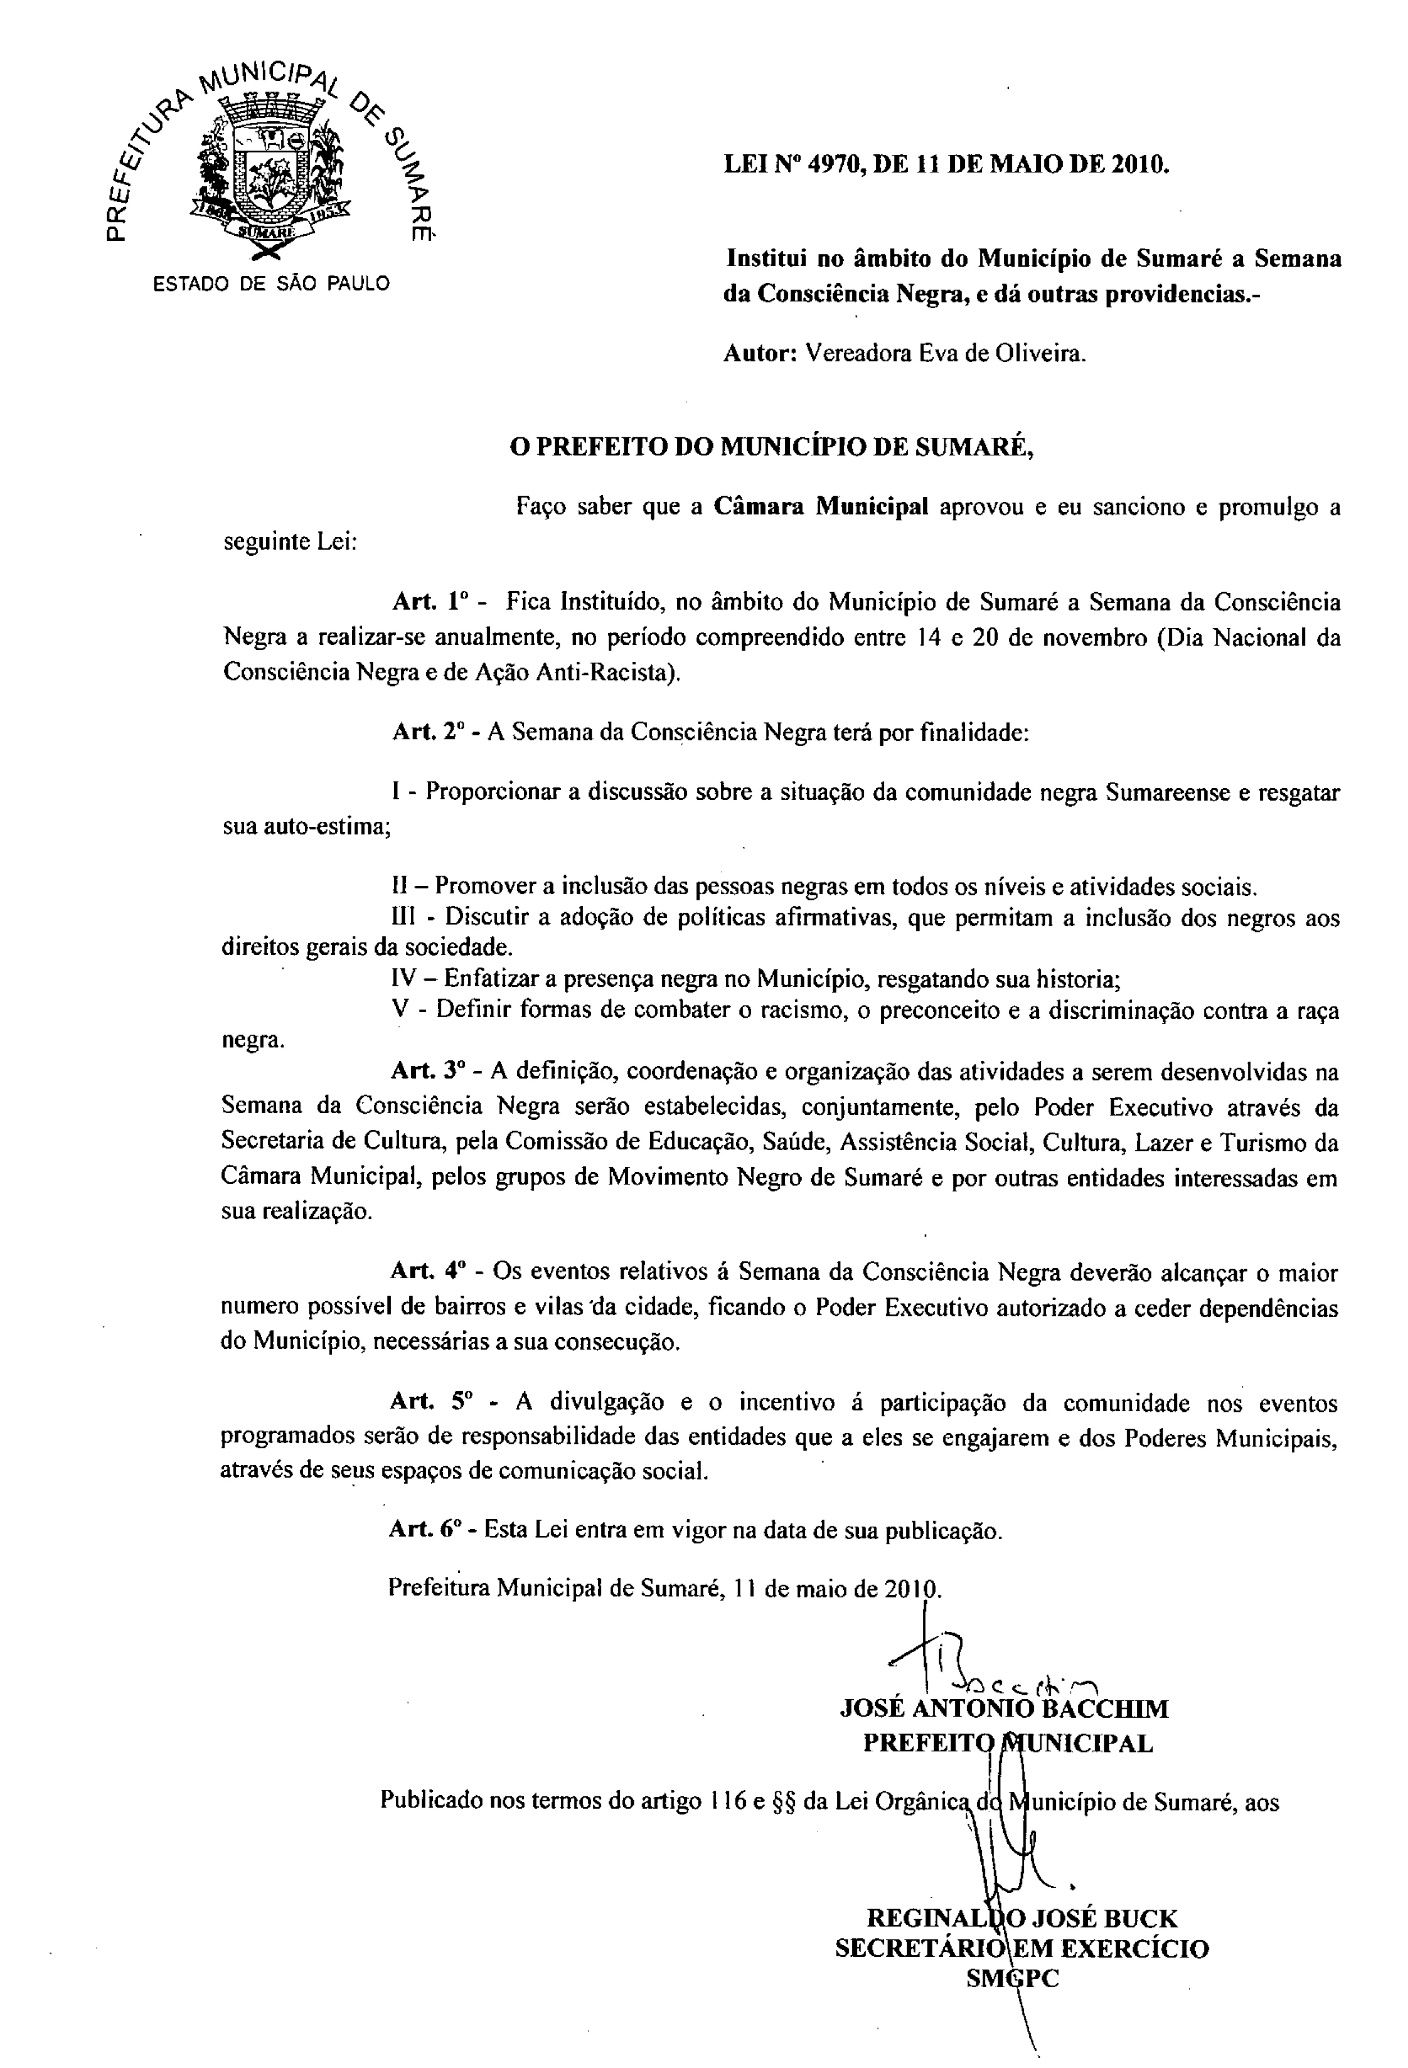 PREFEITURA MUNICIPAL DE SUMARÉ
1868 SUMARÉ 1953
ESTADO DE SÃO PAULO
LEI Nº 4970, DE 11 DE MAIO DE 2010.
Institui no âmbito do Município de Sumaré a Semana
da Consciência Negra, e dá outras providencias.-
Autor: Vereadora Eva de Oliveira.
O PREFEITO DO MUNICÍPIO DE SUMARÉ,
Faço saber que a Câmara Municipal aprovou e eu sanciono e promulgo a
seguinte Lei:
Art. 1º - Fica Instituído, no âmbito do Município de Sumaré a Semana da Consciência
Negra a realizar-se anualmente, no período compreendido entre 14 e 20 de novembro (Dia Nacional da
Consciência Negra e de Ação Anti-Racista).
Art. 2º - A Semana da Consciência Negra terá por finalidade:
I - Proporcionar a discussão sobre a situação da comunidade negra Sumareense e resgatar
sua auto-estima;
II – Promover a inclusão das pessoas negras em todos os níveis e atividades sociais.
III - Discutir a adoção de políticas afirmativas, que permitam a inclusão dos negros aos
direitos gerais da sociedade.
IV – Enfatizar a presença negra no Município, resgatando sua historia;
V - Definir formas de combater o racismo, o preconceito e a discriminação contra a raça
negra.
Art. 3º - A definição, coordenação e organização das atividades a serem desenvolvidas na
Semana da Consciência Negra serão estabelecidas, conjuntamente, pelo Poder Executivo através da
Secretaria de Cultura, pela Comissão de Educação, Saúde, Assistência Social, Cultura, Lazer e Turismo da
Câmara Municipal, pelos grupos de Movimento Negro de Sumaré e por outras entidades interessadas em
sua realização.
Art. 4º - Os eventos relativos á Semana da Consciência Negra deverão alcançar o maior
numero possível de bairros e vilas da cidade, ficando o Poder Executivo autorizado a ceder dependências
do Município, necessárias a sua consecução.
Art. 5º - A divulgação e o incentivo á participação da comunidade nos eventos
programados serão de responsabilidade das entidades que a eles se engajarem e dos Poderes Municipais,
através de seus espaços de comunicação social.
Art. 6º - Esta Lei entra em vigor na data de sua publicação.
Prefeitura Municipal de Sumaré, 11 de maio de 2010.
JOSÉ ANTONIO BACCHIM
PREFEITO MUNICIPAL
Publicado nos termos do artigo 116 e §§ da Lei Orgânica do Município de Sumaré, aos
REGINALDO JOSÉ BUCK
SECRETÁRIO EM EXERCÍCIO
SMGPC